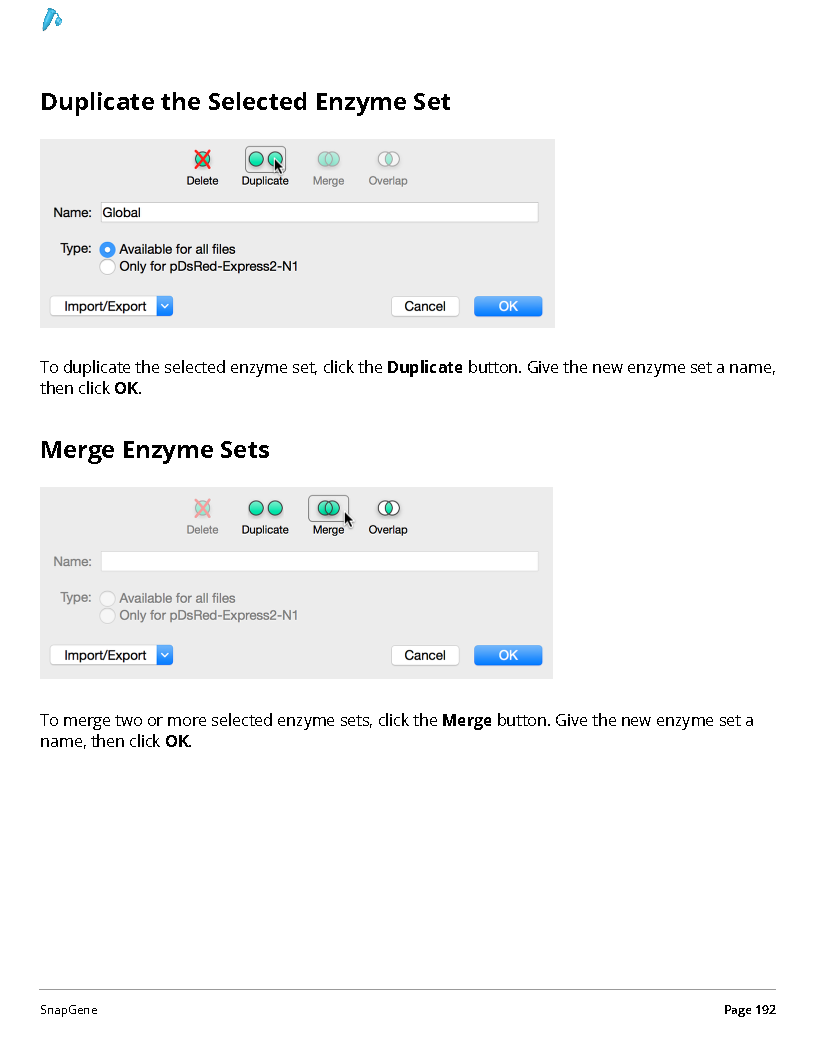 Duplicate the Selected Enzyme Set
Delete Duplicate Merge Overlap
Name: Global
Type: Available for all files
Only for pDsRed-Express2-N1
Import/Export Cancel OK
To duplicate the selected enzyme set, click the Duplicate button. Give the new enzyme set a name,
then click OK.
Merge Enzyme Sets
Delete Duplicate Merge Overlap
Name:
Type: Available for all files
Only for pDsRed-Express2-N1
Import/Export Cancel OK
To merge two or more selected enzyme sets, click the Merge button. Give the new enzyme set a
name, then click OK.
SnapGene Page 192